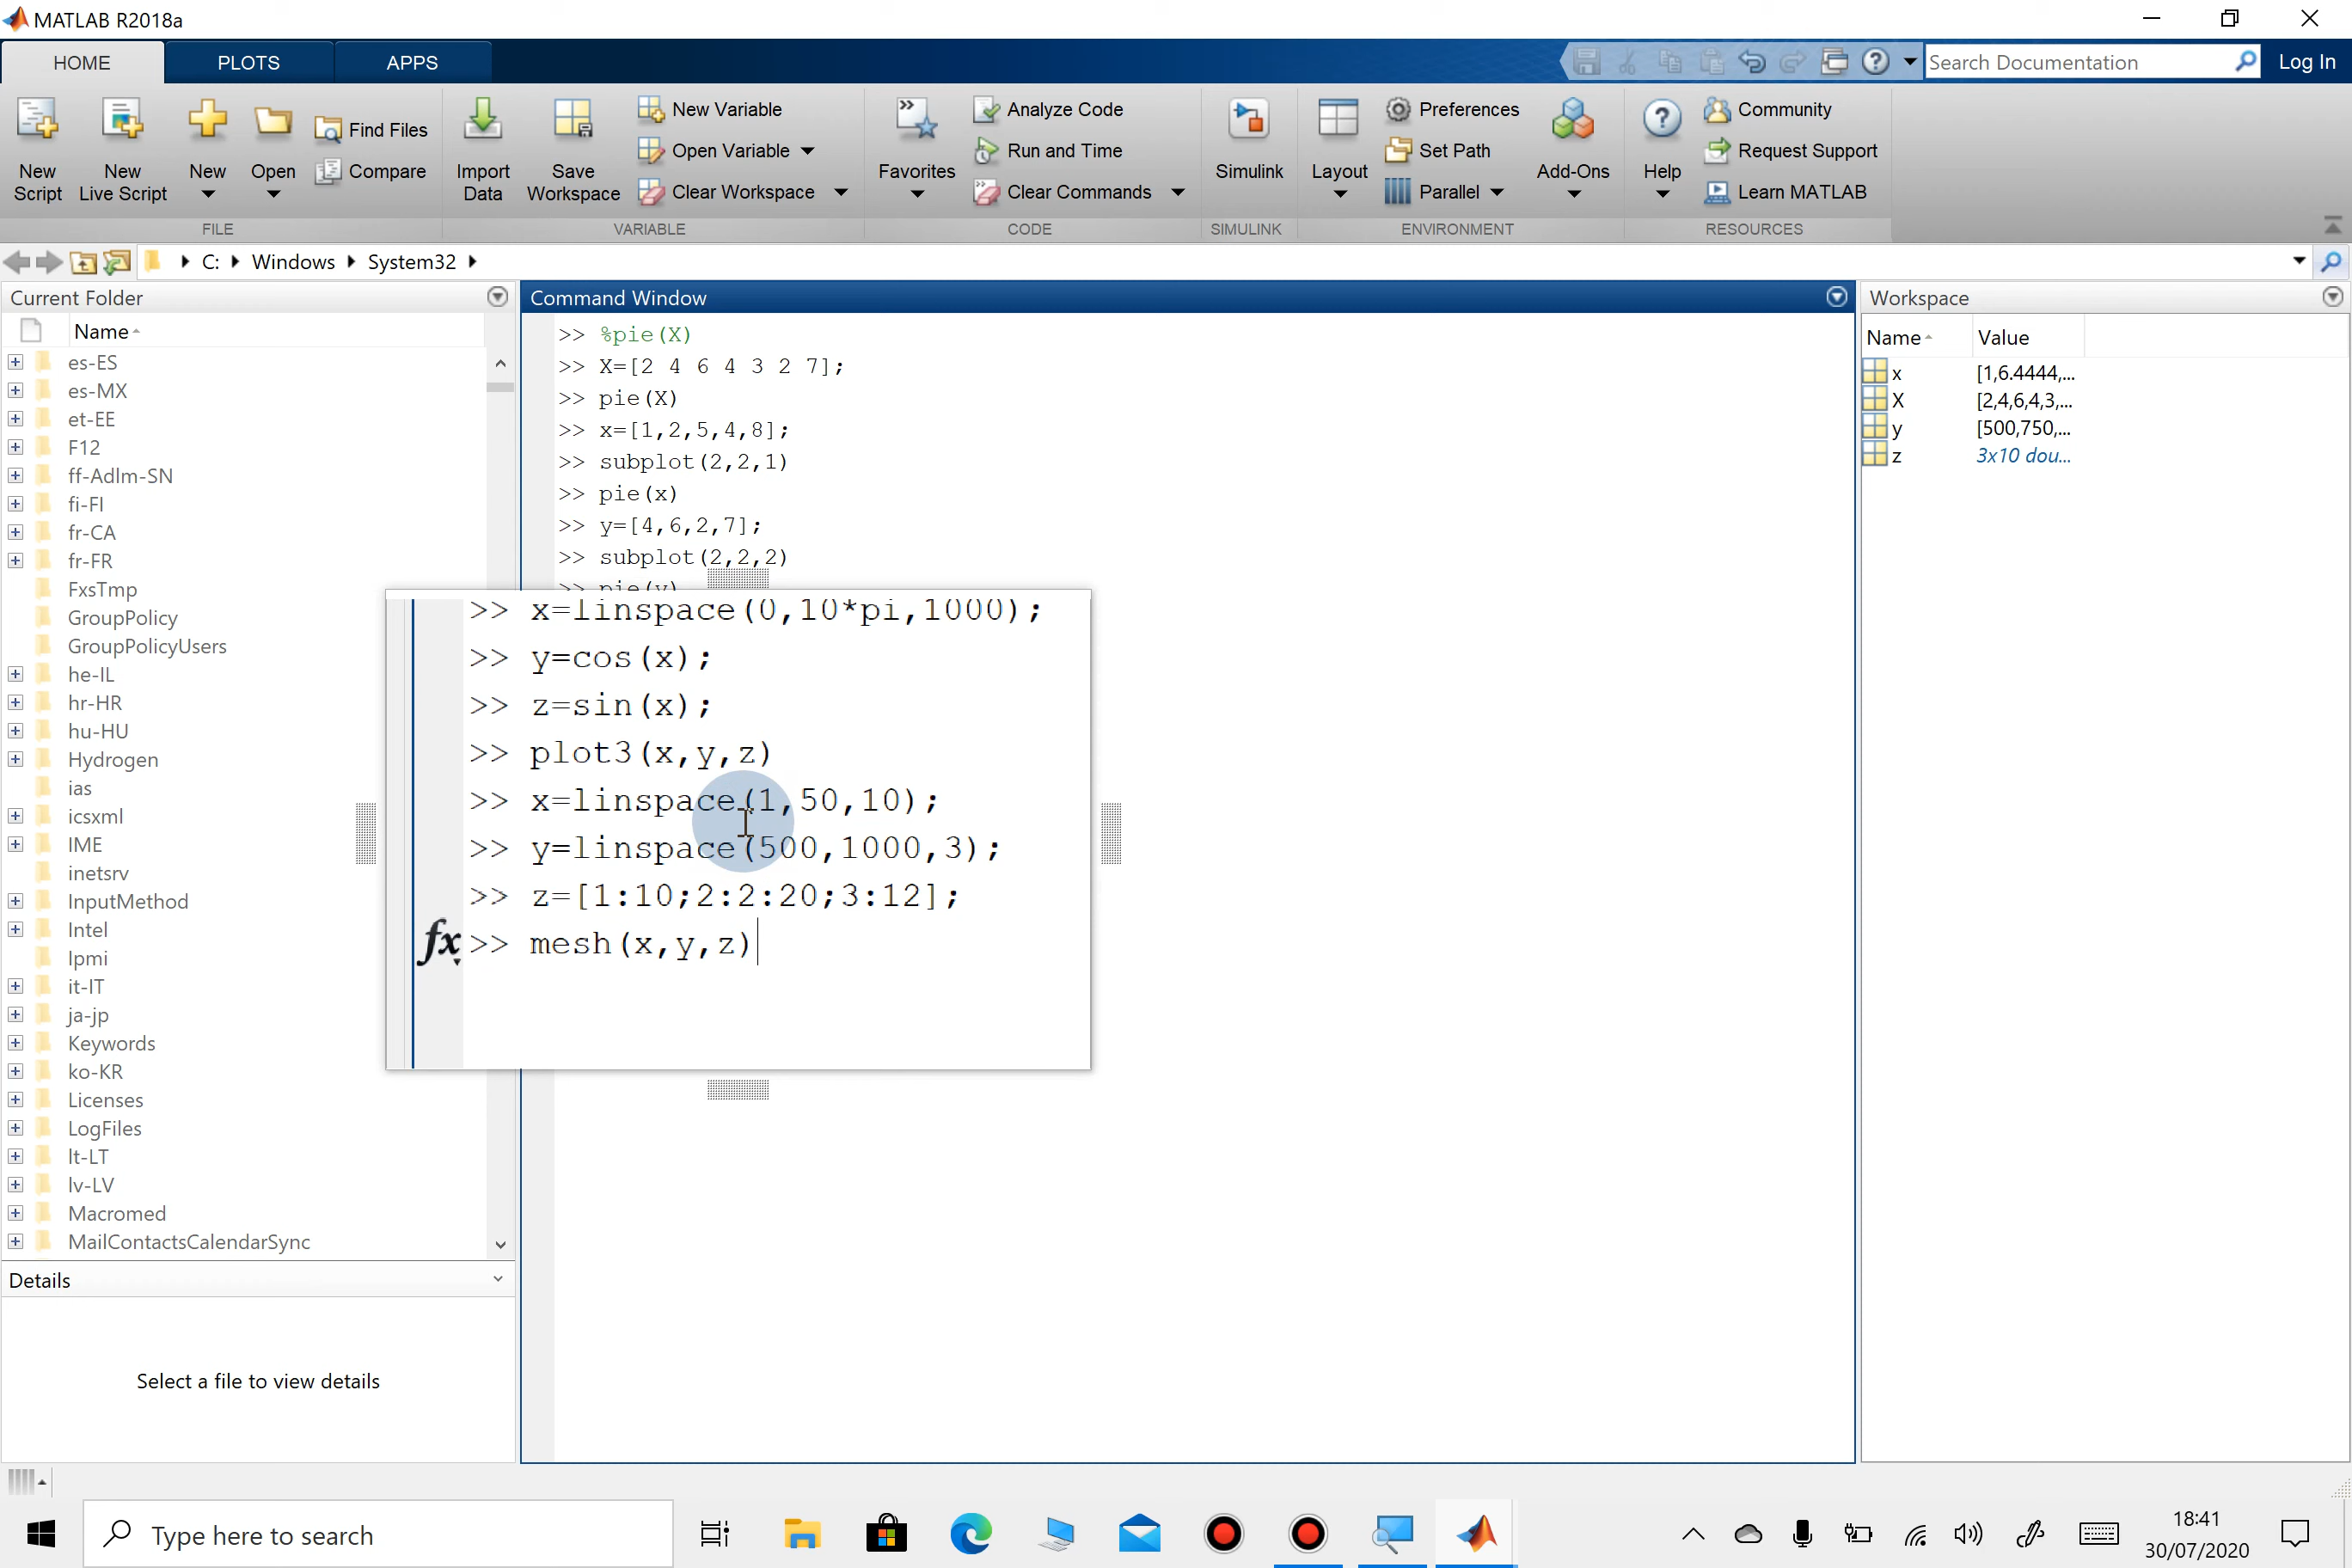 MATLAB R2018a
HOME
PLOTS
APPS
Search Documentation
Log In
New Script
New Live Script
New
Open
Find Files
Compare
FILE
Import Data
Save Workspace
New Variable
Open Variable
Clear Workspace
VARIABLE
Favorites
Analyze Code
Run and Time
Clear Commands
CODE
Simulink
SIMULINK
Layout
Preferences
Set Path
Parallel
Add-Ons
ENVIRONMENT
Help
Community
Request Support
Learn MATLAB
RESOURCES
C: Windows System32
Current Folder
Name
es-ES
es-MX
et-EE
F12
ff-Adlm-SN
fi-FI
fr-CA
fr-FR
FxsTmp
GroupPolicy
GroupPolicyUsers
he-IL
hr-HR
hu-HU
Hydrogen
ias
icsxml
IME
inetsrv
InputMethod
Intel
Ipmi
it-IT
ja-jp
Keywords
ko-KR
Licenses
LogFiles
lt-LT
lv-LV
Macromed
MailContactsCalendarSync
Details
Select a file to view details
Command Window
>> %pie(X)
>> X=[2 4 6 4 3 2 7];
>> pie(X)
>> x=[1,2,5,4,8];
>> subplot(2,2,1)
>> pie(x)
>> y=[4,6,2,7];
>> subplot(2,2,2)
>> pie(y)
>> x=linspace(0,10*pi,1000);
>> y=cos(x);
>> z=sin(x);
>> plot3(x,y,z)
>> x=linspace(1,50,10);
>> y=linspace(500,1000,3);
>> z=[1:10;2:2:20;3:12];
fx >> mesh(x,y,z)
Workspace
Name Value
x [1,6.4444,...
X [2,4,6,4,3,...
y [500,750,...
z 3x10 dou...
Type here to search
18:41
30/07/2020